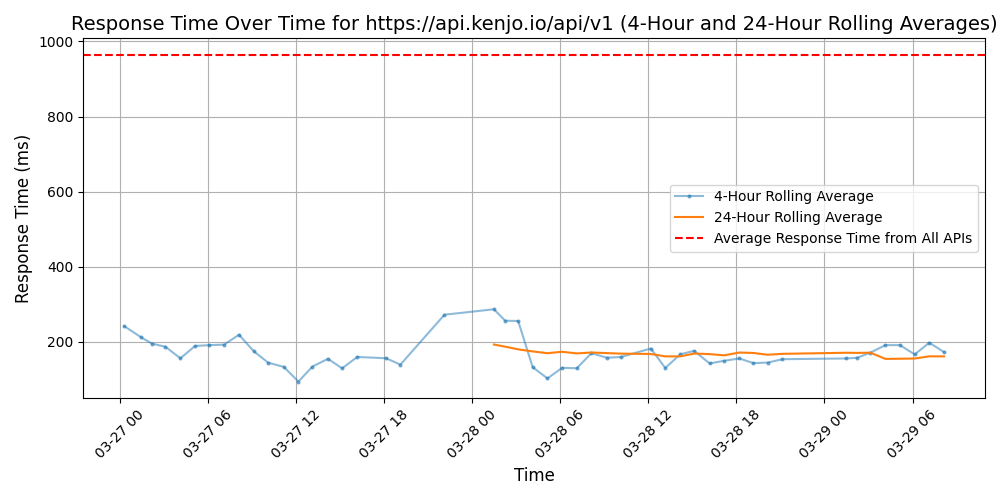 Response Time Over Time for https://api.kenjo.io/api/v1 (4-Hour and 24-Hour Rolling Averages)
Response Time (ms)
1000
800
600
400
200
4-Hour Rolling Average
24-Hour Rolling Average
Average Response Time from All APIs
03-27 00
03-27 06
03-27 12
03-27 18
03-28 00
03-28 06
03-28 12
03-28 18
03-29 00
03-29 06
Time